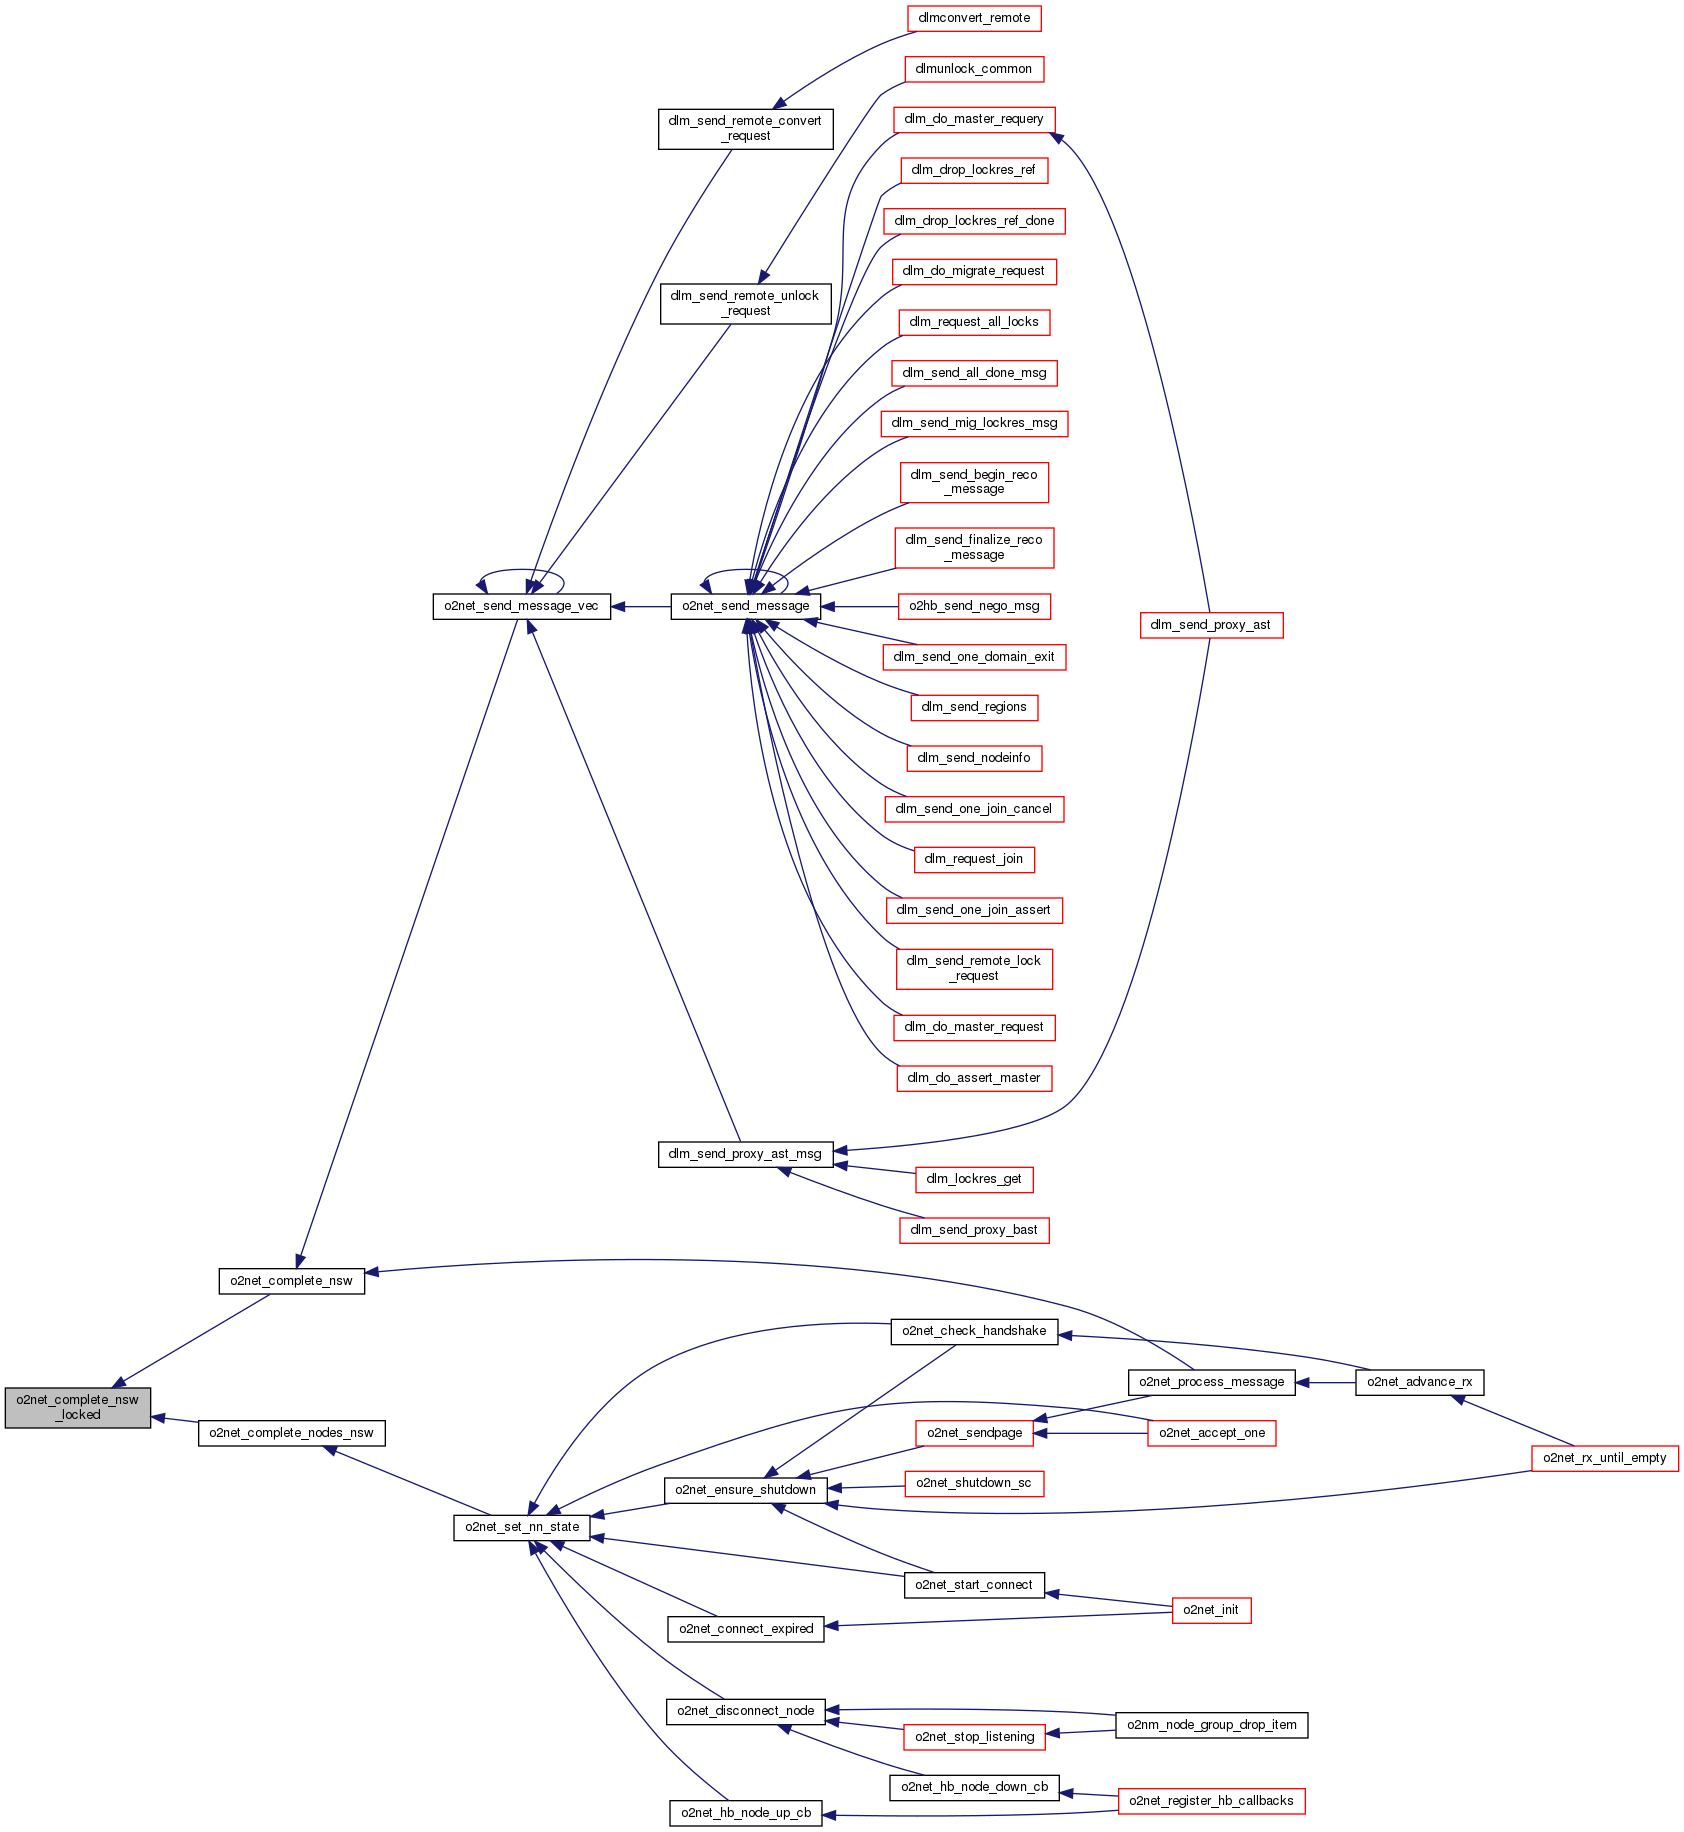 dlmconvert_remote
dlmunlock_common
dlm_send_remote_convert
_request
dlm_do_master_requery
dlm_drop_lockres_ref
dlm_drop_lockres_ref_done
dlm_do_migrate_request
dlm_send_remote_unlock
_request
dlm_request_all_locks
dlm_send_all_done_msg
dlm_send_mig_lockres_msg
dlm_send_begin_reco
_message
dlm_send_finalize_reco
_message
o2net_send_message_vec
o2net_send_message
o2hb_send_nego_msg
dlm_send_proxy_ast
dlm_send_one_domain_exit
dlm_send_regions
dlm_send_nodeinfo
dlm_send_one_join_cancel
dlm_request_join
dlm_send_one_join_assert
dlm_send_remote_lock
_request
dlm_do_master_request
dlm_do_assert_master
dlm_send_proxy_ast_msg
dlm_lockres_get
dlm_send_proxy_bast
o2net_complete_nsw
o2net_check_handshake
o2net_process_message
o2net_advance_rx
o2net_complete_nsw
_locked
o2net_complete_nodes_nsw
o2net_sendpage
o2net_accept_one
o2net_rx_until_empty
o2net_ensure_shutdown
o2net_shutdown_sc
o2net_set_nn_state
o2net_start_connect
o2net_init
o2net_connect_expired
o2net_disconnect_node
o2nm_node_group_drop_item
o2net_stop_listening
o2net_hb_node_down_cb
o2net_register_hb_callbacks
o2net_hb_node_up_cb